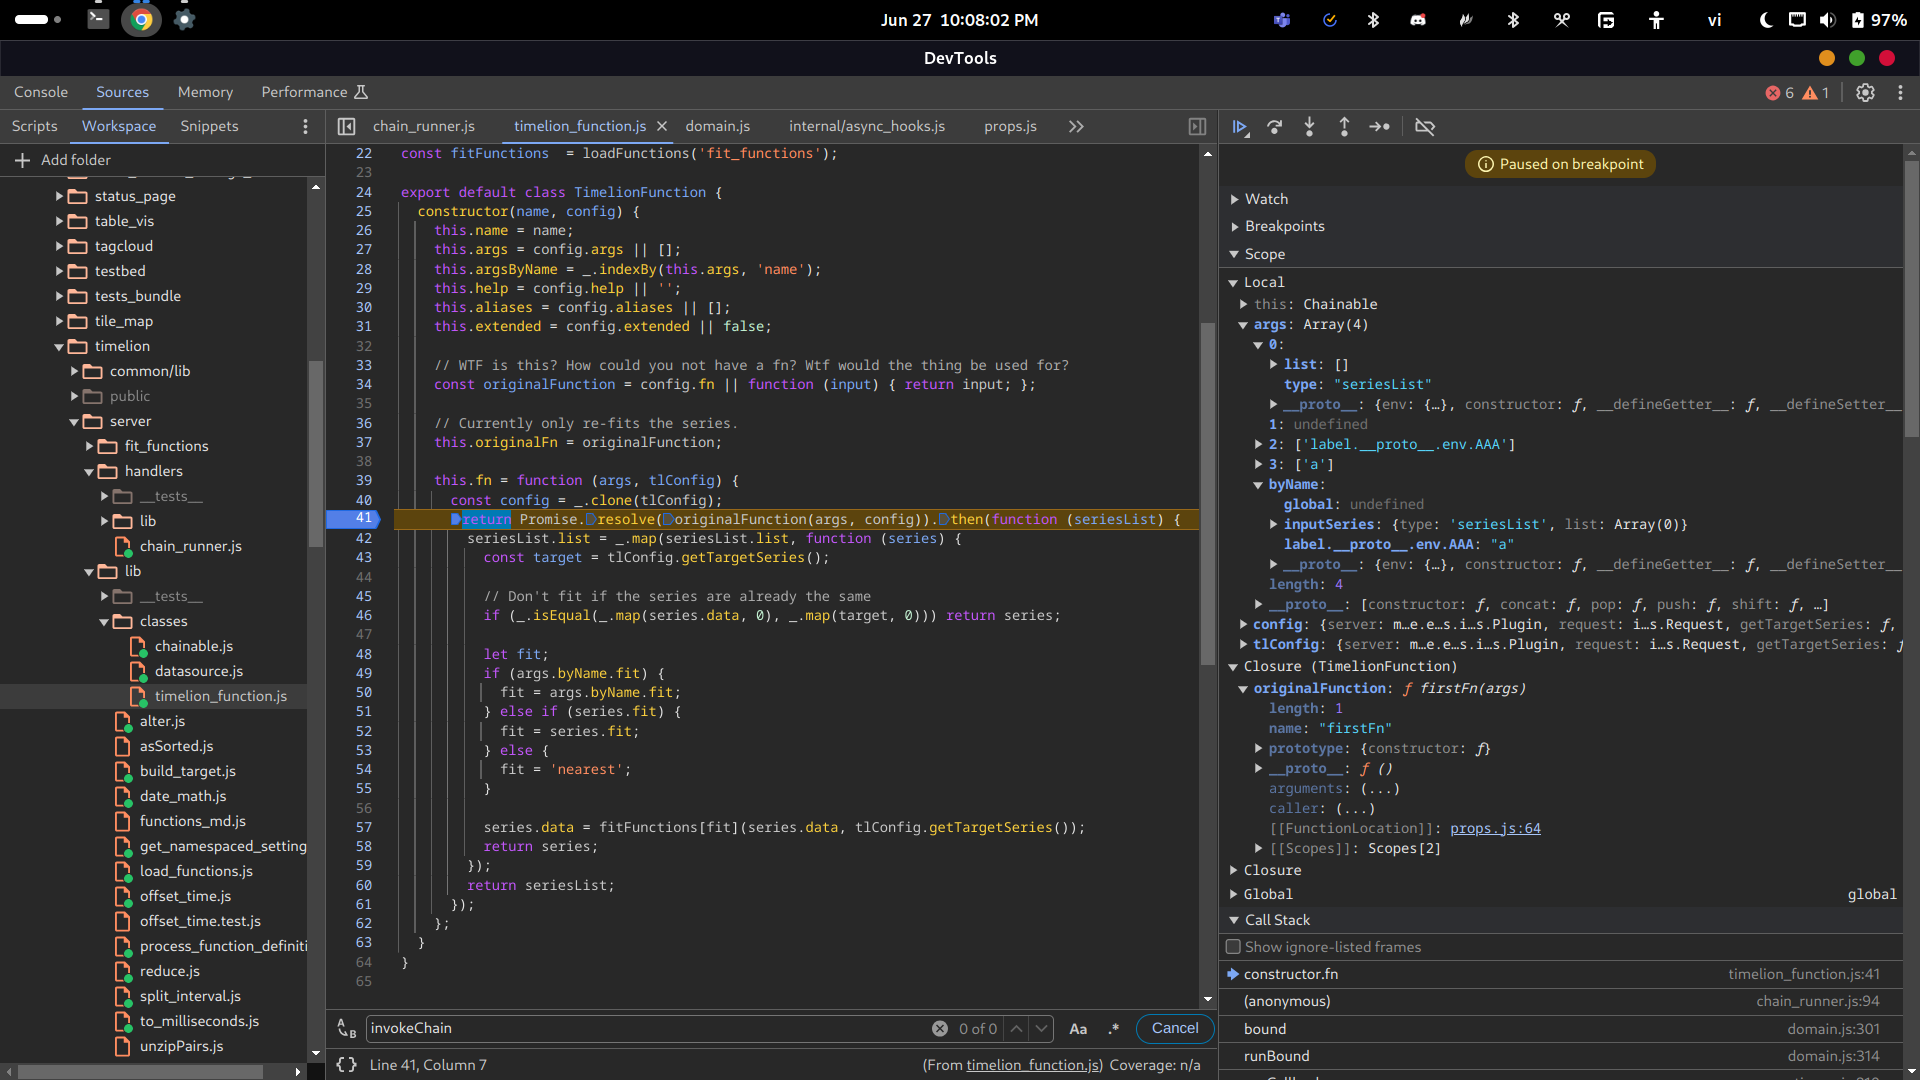 Jun 27  10:08:02 PM
vi
97%
DevTools
Console
Sources
Memory
Performance
6
1
Scripts
Workspace
Snippets
chain_runner.js
timelion_function.js
domain.js
internal/async_hooks.js
props.js
Add folder
status_page
table_vis
tagcloud
testbed
tests_bundle
tile_map
timelion
common/lib
public
server
fit_functions
handlers
__tests__
lib
chain_runner.js
lib
__tests__
classes
chainable.js
datasource.js
timelion_function.js
alter.js
asSorted.js
build_target.js
date_math.js
functions_md.js
get_namespaced_setting
load_functions.js
offset_time.js
offset_time.test.js
process_function_definiti
reduce.js
split_interval.js
to_milliseconds.js
unzipPairs.js
22 const fitFunctions  = loadFunctions('fit_functions');
23
24 export default class TimelionFunction {
25   constructor(name, config) {
26     this.name = name;
27     this.args = config.args || [];
28     this.argsByName = _.indexBy(this.args, 'name');
29     this.help = config.help || '';
30     this.aliases = config.aliases || [];
31     this.extended = config.extended || false;
32
33     // WTF is this? How could you not have a fn? Wtf would the thing be used for?
34     const originalFunction = config.fn || function (input) { return input; };
35
36     // Currently only re-fits the series.
37     this.originalFn = originalFunction;
38
39     this.fn = function (args, tlConfig) {
40       const config = _.clone(tlConfig);
41       return Promise.resolve(originalFunction(args, config)).then(function (seriesList) {
42         seriesList.list = _.map(seriesList.list, function (series) {
43           const target = tlConfig.getTargetSeries();
44
45           // Don't fit if the series are already the same
46           if (_.isEqual(_.map(series.data, 0), _.map(target, 0))) return series;
47
48           let fit;
49           if (args.byName.fit) {
50             fit = args.byName.fit;
51           } else if (series.fit) {
52             fit = series.fit;
53           } else {
54             fit = 'nearest';
55           }
56
57           series.data = fitFunctions[fit](series.data, tlConfig.getTargetSeries());
58           return series;
59         });
60         return seriesList;
61       });
62     };
63   }
64 }
65
A B
invokeChain
0 of 0
Aa
.*
Cancel
{ } Line 41, Column 7
(From timelion_function.js) Coverage: n/a
Paused on breakpoint
Watch
Breakpoints
Scope
Local
this: Chainable
args: Array(4)
0:
list: []
type: "seriesList"
__proto__: {env: {…}, constructor: ƒ, __defineGetter__: ƒ, __defineSetter__
1: undefined
2: ['label.__proto__.env.AAA']
3: ['a']
byName:
global: undefined
inputSeries: {type: 'seriesList', list: Array(0)}
label.__proto__.env.AAA: "a"
__proto__: {env: {…}, constructor: ƒ, __defineGetter__: ƒ, __defineSetter__
length: 4
__proto__: [constructor: ƒ, concat: ƒ, pop: ƒ, push: ƒ, shift: ƒ, …]
config: {server: m…e.e…s.i…s.Plugin, request: i…s.Request, getTargetSeries: ƒ,
tlConfig: {server: m…e.e…s.i…s.Plugin, request: i…s.Request, getTargetSeries: ƒ
Closure (TimelionFunction)
originalFunction: ƒ firstFn(args)
length: 1
name: "firstFn"
prototype: {constructor: ƒ}
__proto__: ƒ ()
arguments: (...)
caller: (...)
[[FunctionLocation]]: props.js:64
[[Scopes]]: Scopes[2]
Closure
Global
global
Call Stack
Show ignore-listed frames
constructor.fn
timelion_function.js:41
(anonymous)
chain_runner.js:94
bound
domain.js:301
runBound
domain.js:314